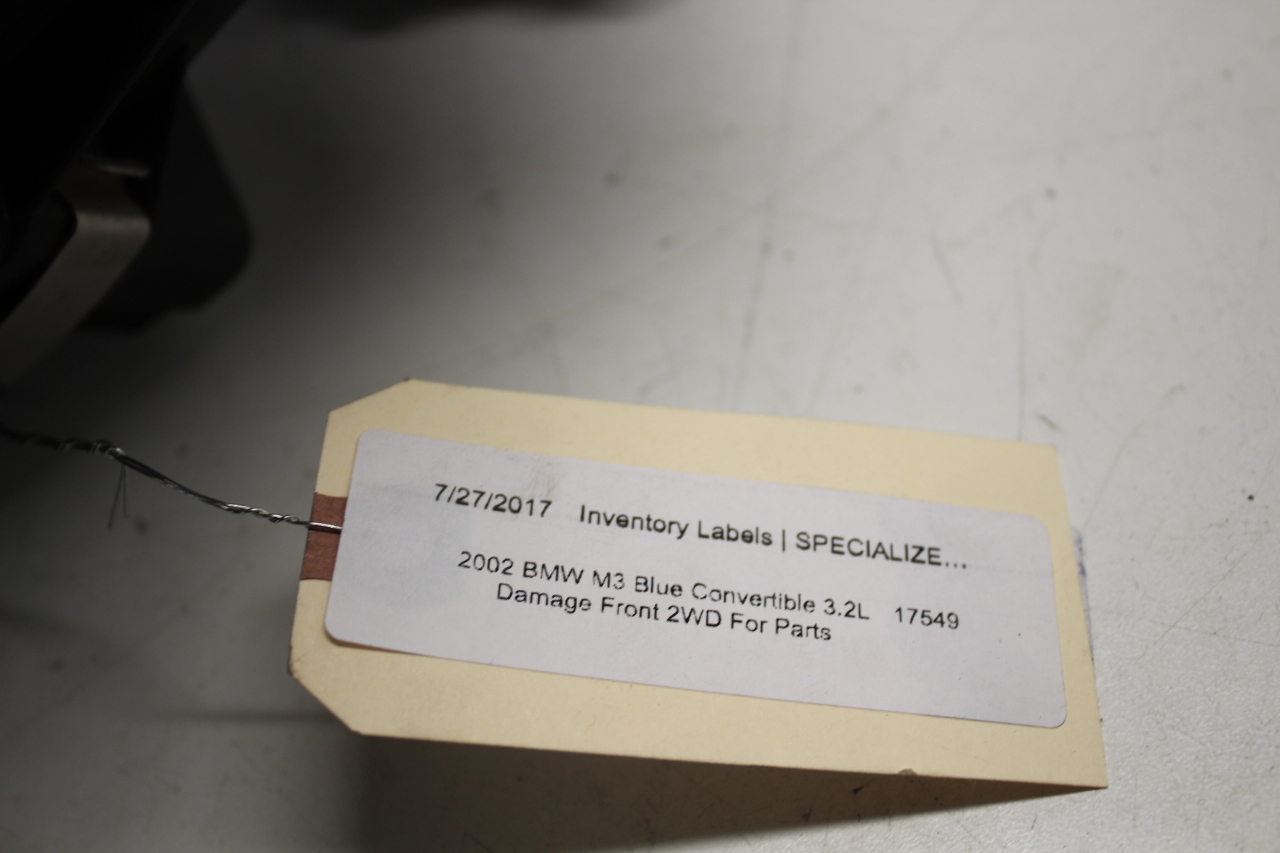 7/27/2017 Inventory Labels | SPECIALIZE...
2002 BMW M3 Blue Convertible 3.2L 17549
Damage Front 2WD For Parts